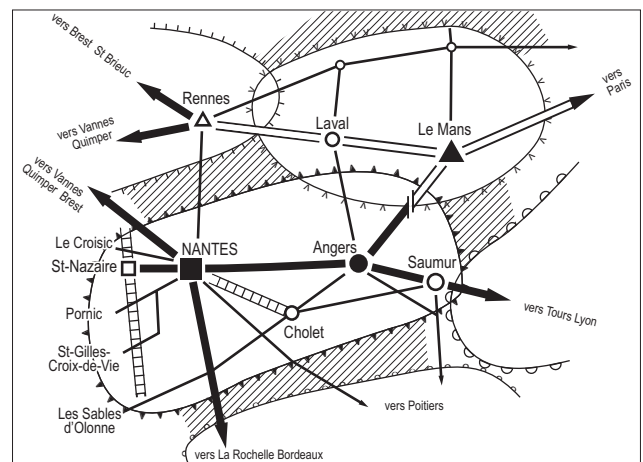 vers Brest St Brieuc
Rennes
vers Vannes
Quimper
Laval
Le Mans
vers
Paris
vers Vannes
Quimper Brest
Le Croisic
NANTES
Angers
St-Nazaire
Saumur
Pornic
vers Tours Lyon
Cholet
St-Gilles-
Croix-de-Vie
Les Sables
d'Olonne
vers Poitiers
vers La Rochelle Bordeaux